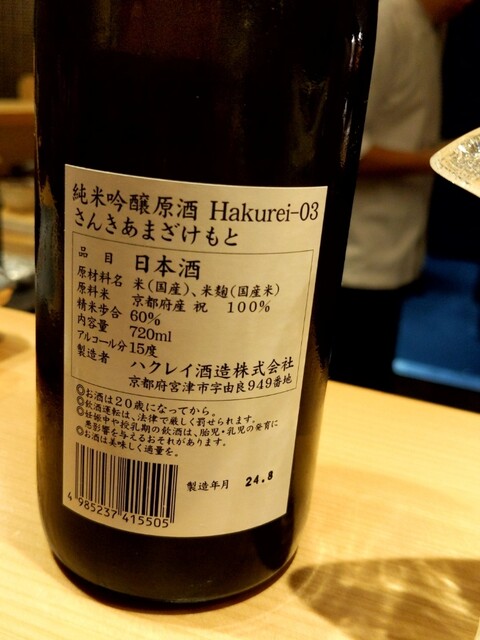 純米吟醸原酒 Hakurei-03
さんきあまざけもと
品 目 日本酒
原材料名 米(国産)、米麹(国産米)
原料米 京都府産 祝 100%
精米歩合 60%
内容量 720ml
アルコール分 15度
製造者 ハクレイ酒造株式会社
京都府宮津市字由良949番地
◎お酒は20歳になってから。
◎飲酒運転は、法律で厳しく罰せられます。
◎妊娠中や授乳期の飲酒は、胎児・乳児の発育に
悪影響を与えるおそれがあります。
◎お酒は美味しく適量を。
製造年月 24.8
4 985237 415505